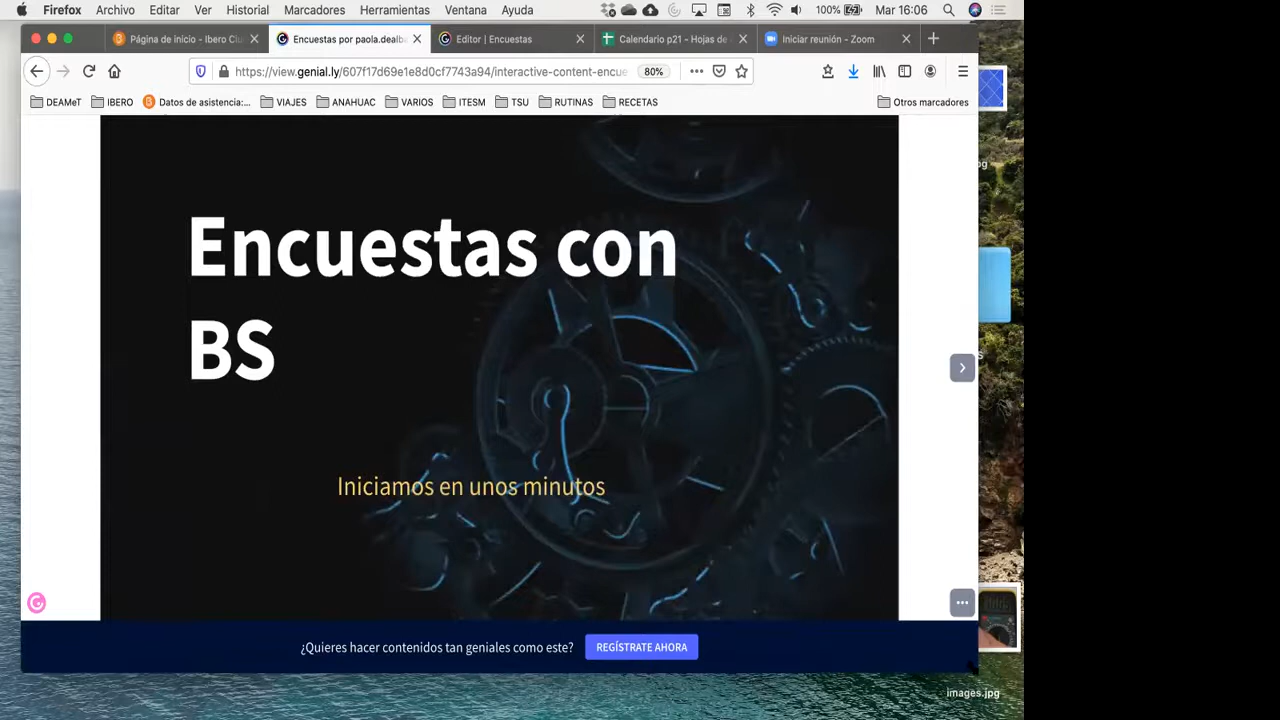 Firefox Archivo Editar Ver Historial Marcadores Herramientas Ventana Ayuda 100% Mar 16:06
Página de inicio - Ibero Ciu
Encuestas por paola.dealba
Editor | Encuestas
Calendario p21 - Hojas de
Iniciar reunión - Zoom
https://view.genial.ly/607f17d69e1e8d0cf7743a94/interactive-content-encue 80%
DEAMeT IBERO Datos de asistencia:... VIAJES ANAHUAC VARIOS ITESM TSU RUTINAS RECETAS Otros marcadores
Encuestas con
BS
Iniciamos en unos minutos
¿Quieres hacer contenidos tan geniales como este? REGÍSTRATE AHORA
images.jpg